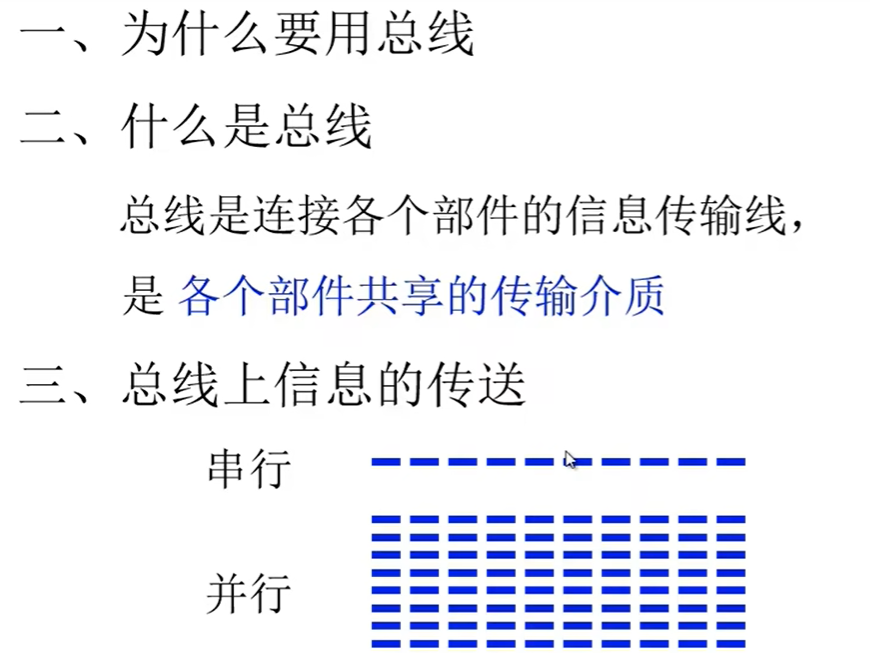 一、为什么要用总线
二、什么是总线
总线是连接各个部件的信息传输线，
是 各个部件共享的传输介质
三、总线上信息的传送
串行
并行